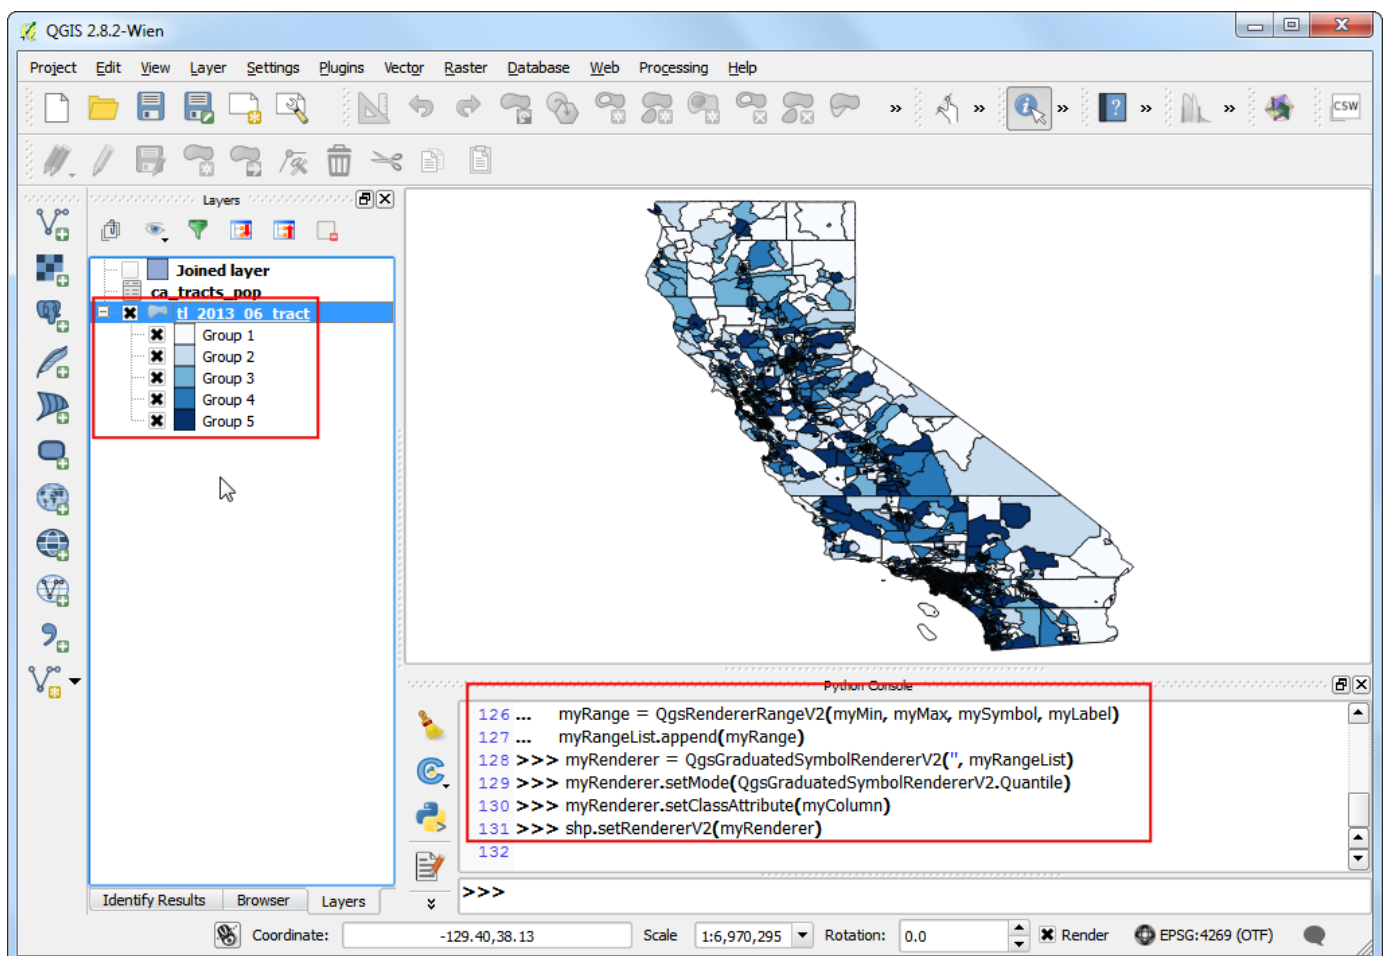 QGIS 2.8.2-Wien
Project Edit View Layer Settings Plugins Vector Raster Database Web Processing Help
CSW
Layers
Joined layer
ca_tracts_pop
tl_2013_06_tract
Group 1
Group 2
Group 3
Group 4
Group 5
Python Console
126 ... myRange = QgsRendererRangeV2(myMin, myMax, mySymbol, myLabel)
127 ... myRangeList.append(myRange)
128 >>> myRenderer = QgsGraduatedSymbolRendererV2('', myRangeList)
129 >>> myRenderer.setMode(QgsGraduatedSymbolRendererV2.Quantile)
130 >>> myRenderer.setClassAttribute(myColumn)
131 >>> shp.setRendererV2(myRenderer)
132
>>>
Identify Results Browser Layers
Coordinate: -129.40,38.13 Scale 1:6,970,295 Rotation: 0.0 Render EPSG:4269 (OTF)